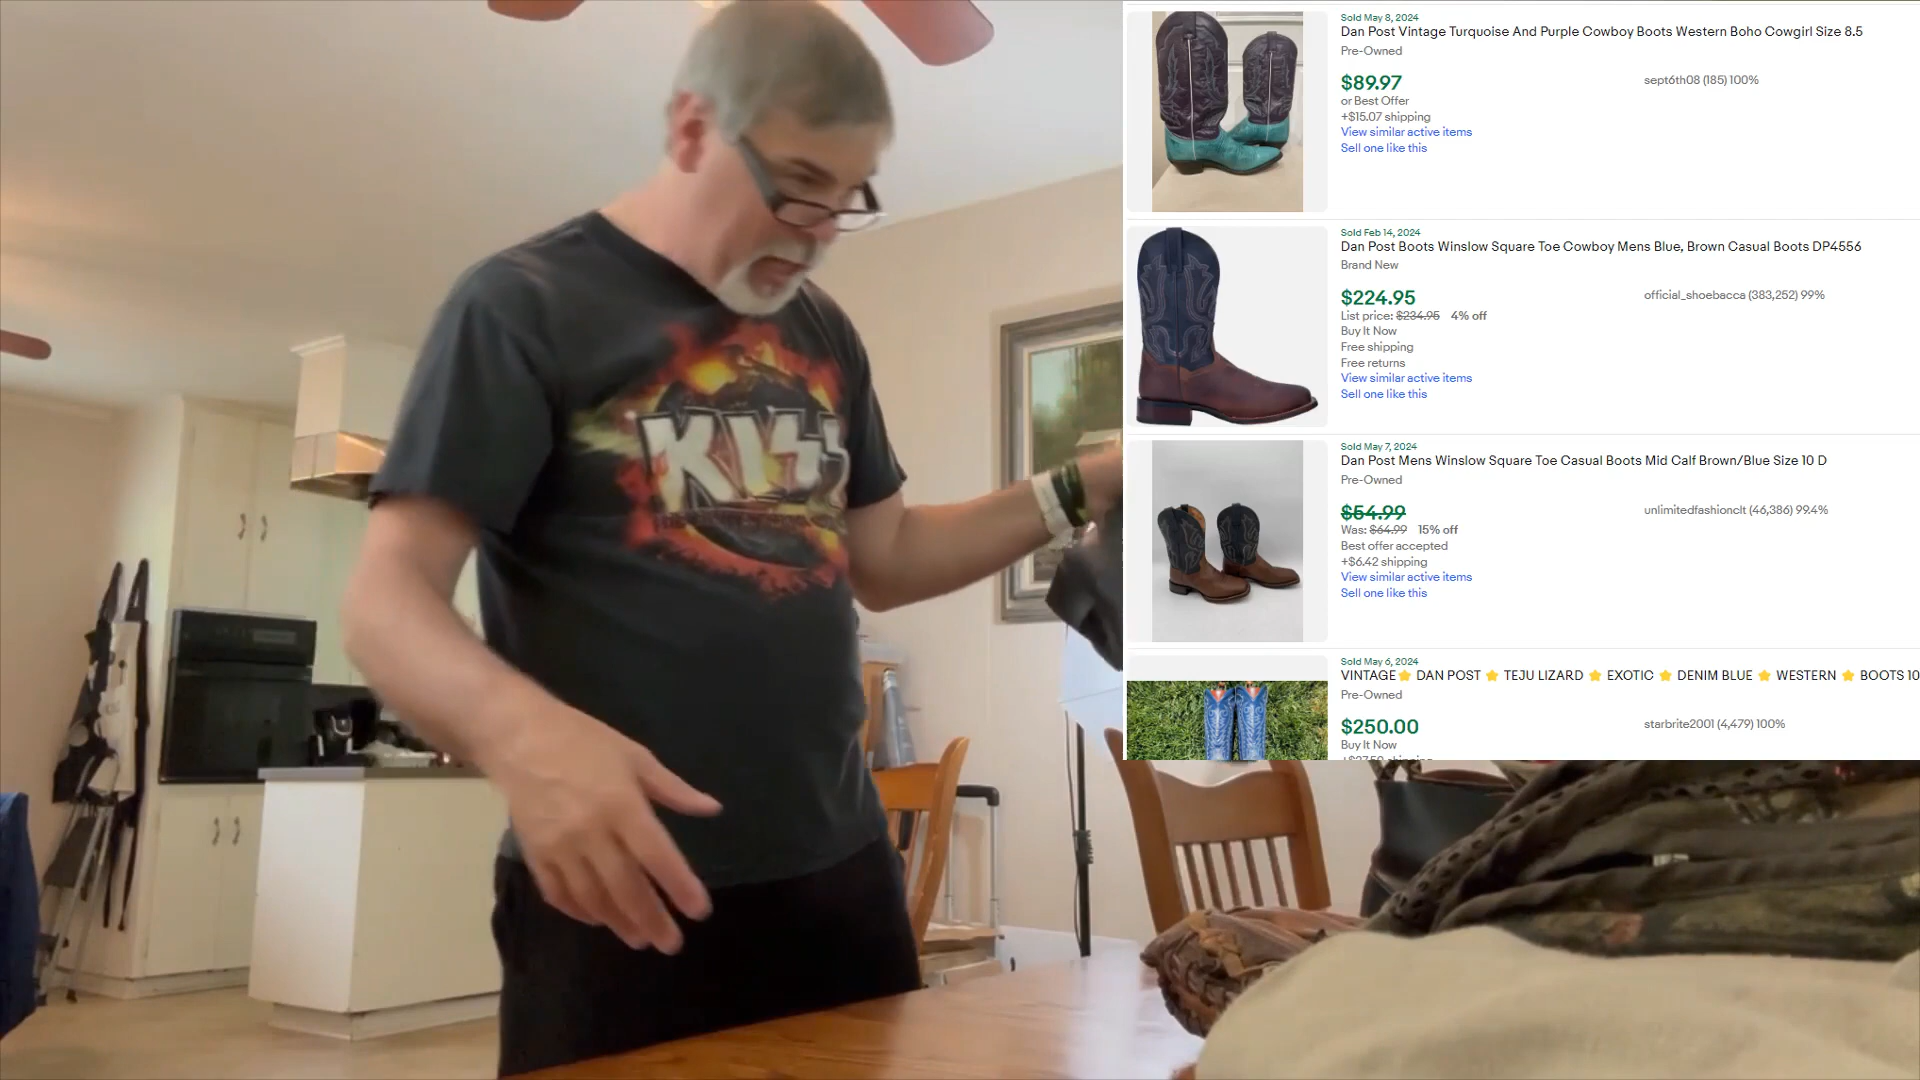 Sold May 8, 2024
Dan Post Vintage Turquoise And Purple Cowboy Boots Western Boho Cowgirl Size 8.5
Pre-Owned
$89.97
sept6th08 (185) 100%
or Best Offer
+$15.07 shipping
View similar active items
Sell one like this
Sold Feb 14, 2024
Dan Post Boots Winslow Square Toe Cowboy Mens Blue, Brown Casual Boots DP4556
Brand New
$224.95
official_shoebacca (383,252) 99%
List price: $234.95 4% off
Buy It Now
Free shipping
Free returns
View similar active items
Sell one like this
Sold May 7, 2024
Dan Post Mens Winslow Square Toe Casual Boots Mid Calf Brown/Blue Size 10 D
Pre-Owned
$54.99
unlimitedfashionclt (46,386) 99.4%
Was: $64.99 15% off
Best offer accepted
+$6.42 shipping
View similar active items
Sell one like this
Sold May 6, 2024
VINTAGE⭐ DAN POST ⭐ TEJU LIZARD ⭐ EXOTIC ⭐ DENIM BLUE ⭐ WESTERN ⭐ BOOTS 10
Pre-Owned
$250.00
starbrite2001 (4,479) 100%
Buy It Now
KISS